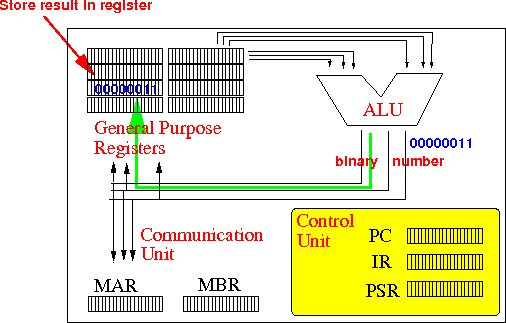 Store result in register
00000011
General Purpose
Registers
ALU
00000011
binary number
Communication
Unit
Control
Unit
PC
IR
PSR
MAR
MBR